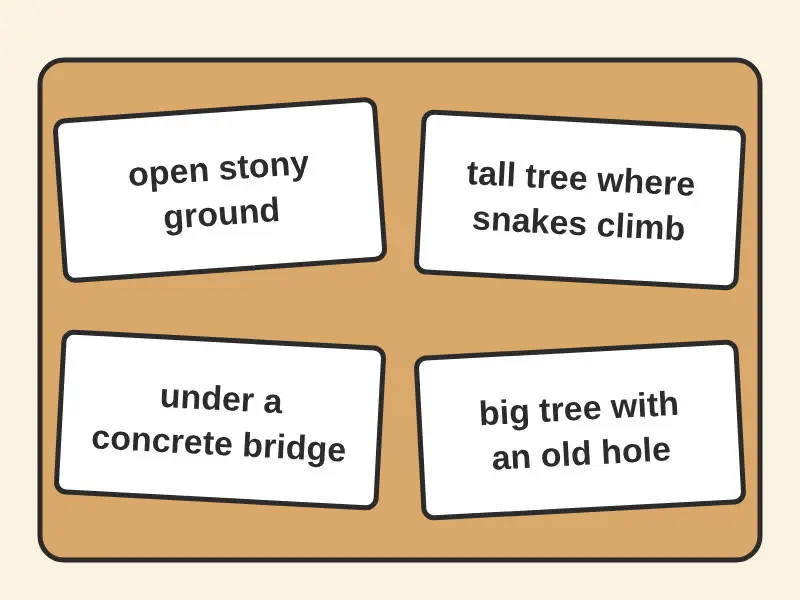 open stony
ground
tall tree where
snakes climb
under a
concrete bridge
big tree with
an old hole